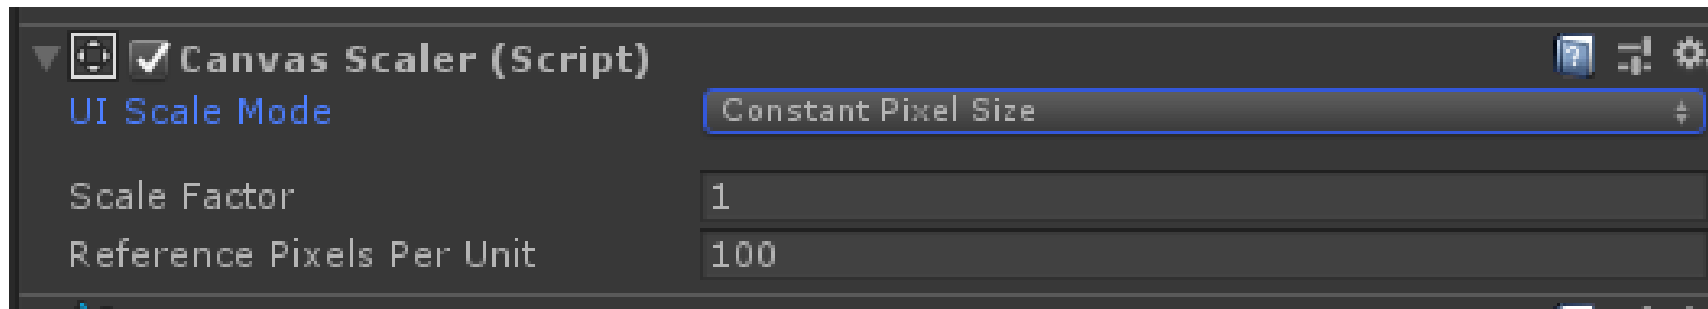 Canvas Scaler (Script)
UI Scale Mode Constant Pixel Size
Scale Factor 1
Reference Pixels Per Unit 100